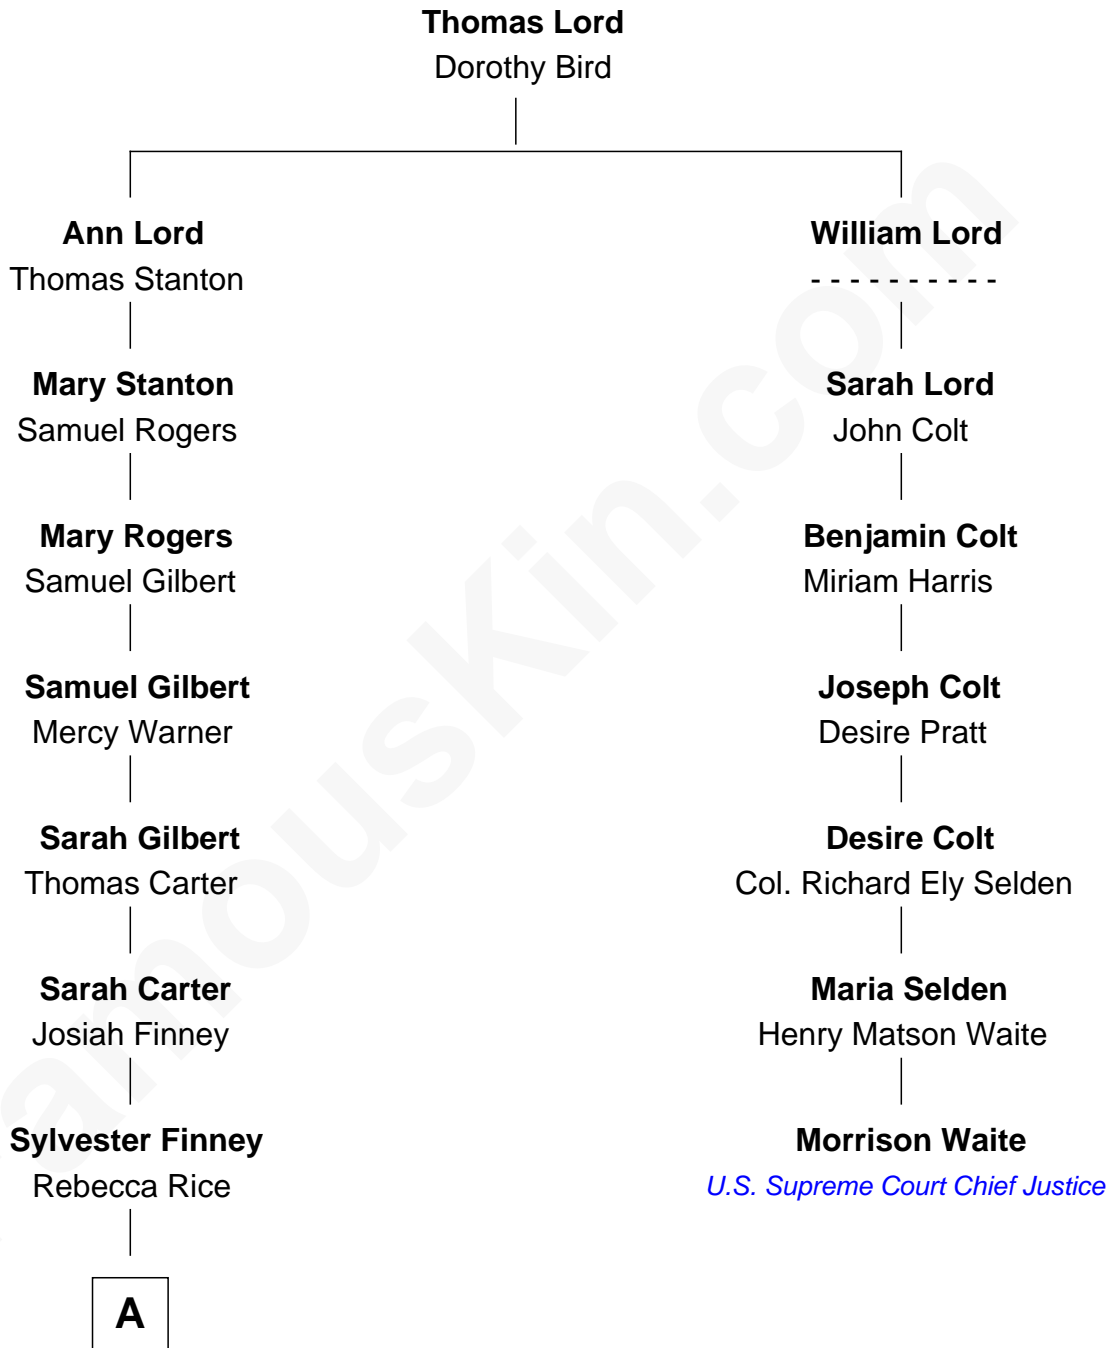 Thomas Lord
Dorothy Bird
Ann Lord
Thomas Stanton
William Lord
- - - - - - - - - -
Mary Stanton
Samuel Rogers
Sarah Lord
John Colt
Mary Rogers
Samuel Gilbert
Benjamin Colt
Miriam Harris
Samuel Gilbert
Mercy Warner
Joseph Colt
Desire Pratt
Sarah Gilbert
Thomas Carter
Desire Colt
Col. Richard Ely Selden
Sarah Carter
Josiah Finney
Maria Selden
Henry Matson Waite
Sylvester Finney
Rebecca Rice
Morrison Waite
U.S. Supreme Court Chief Justice
A
amouskin.com